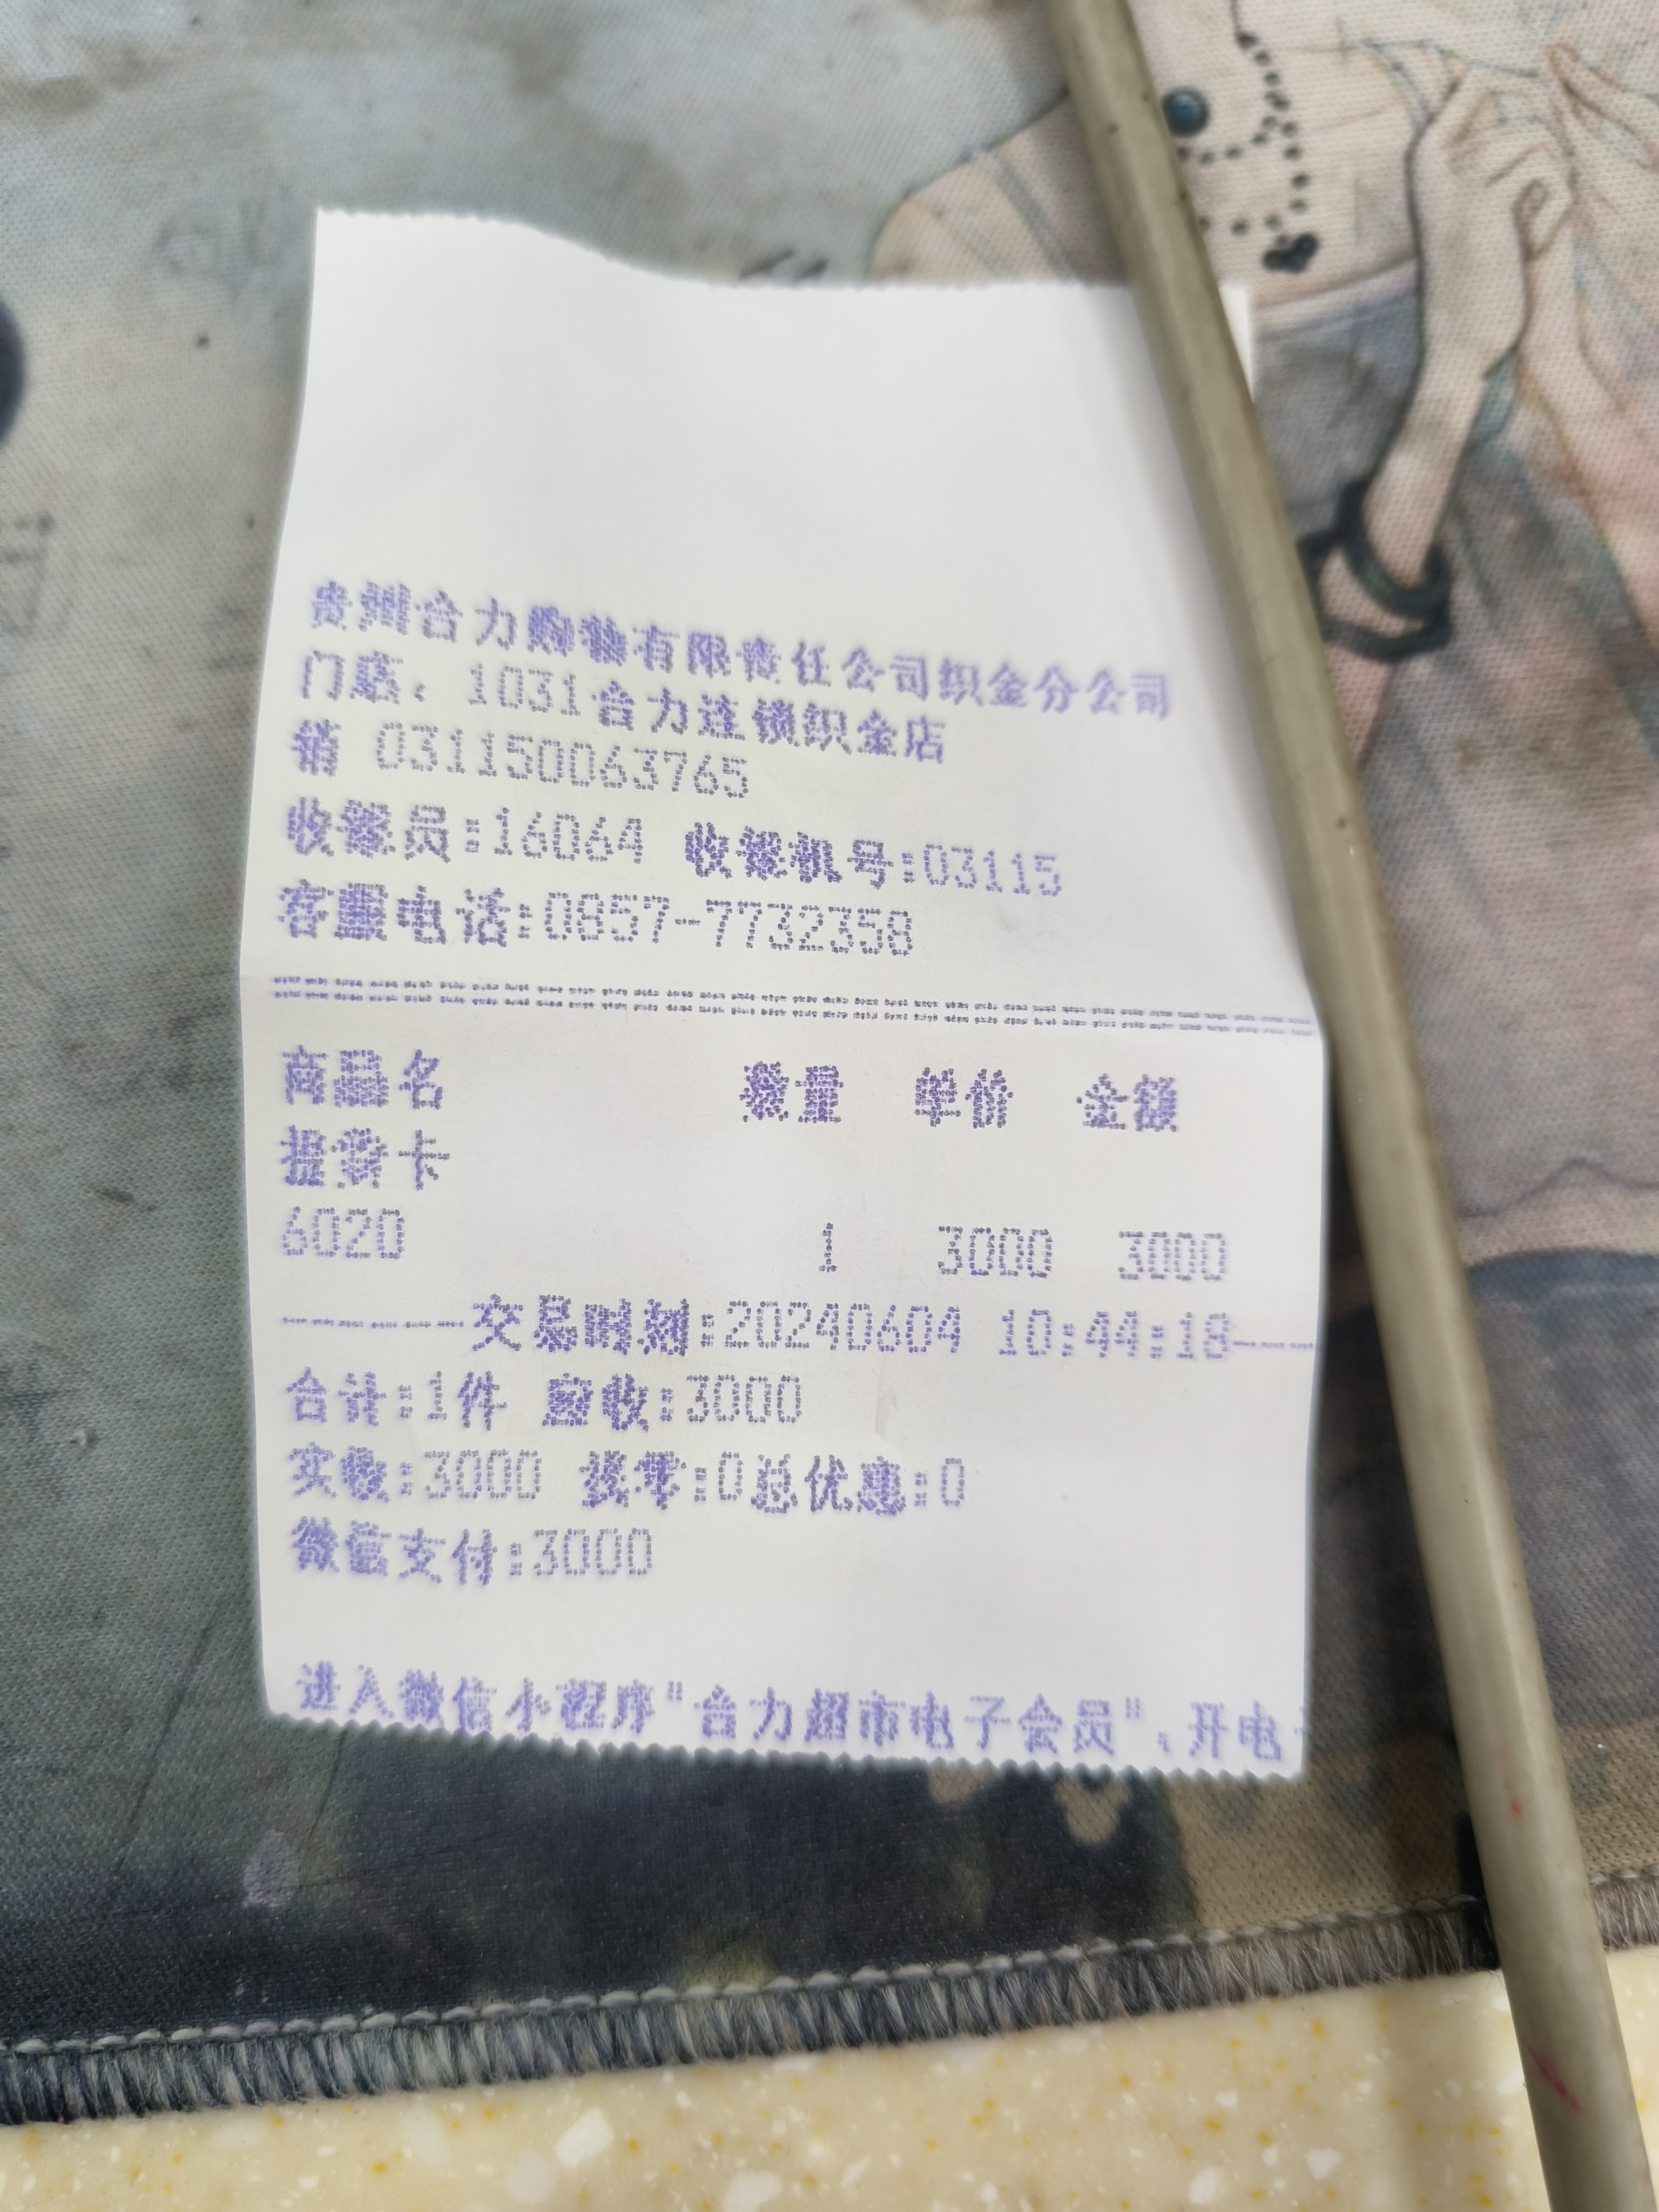 贵州合力购物有限责任公司织金分公司
门店: 1031合力连锁织金店
销 031150063765
收银员:16064 收银机号:03115
客服电话:0857-7782358
商品名 数量 单价 金额
提货卡
6020 1 3000 3000
交易时间:20240604 10:44:18
合计:1件 应收:3000
实收:3000 找零:0总优惠:0
微信支付:3000
进入微信小程序"合力超市电子会员",开电